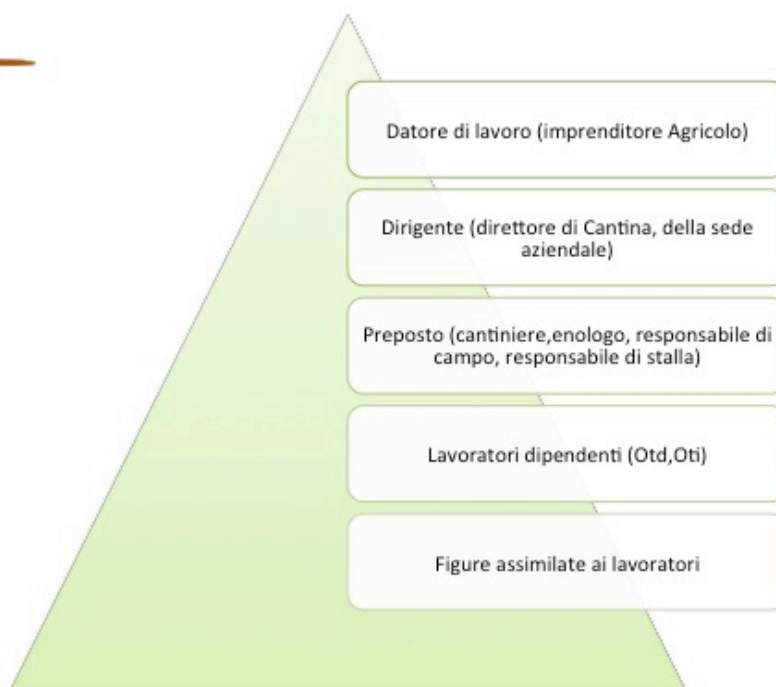 Datore di lavoro (imprenditore Agricolo)
Dirigente (direttore di Cantina, della sede
aziendale)
Preposto (cantiniere,enologo, responsabile di
campo, responsabile di stalla)
Lavoratori dipendenti (Otd,Oti)
Figure assimilate ai lavoratori